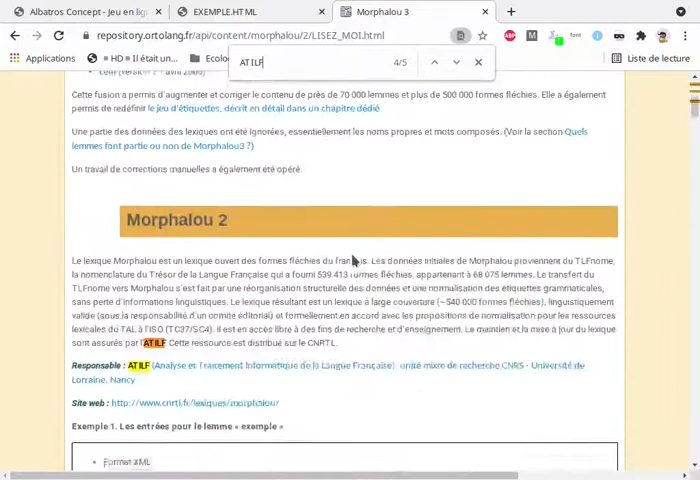 Albatros Concept - Jeu en lig
EXEMPLE.HTML
Morphalou 3
repository.ortolang.fr/api/content/morphalou/2/LISEZ_MOI.html
Applications
= HD = Il était un...
Ecolo
Liste de lecture
ATILF
4/5
Cette fusion a permis d'augmenter et corriger le contenu de près de 70 000 lemmes et plus de 500 000 formes fléchies. Elle a également
permis de redéfinir le jeu d'étiquettes, décrit en détail dans un chapitre dédié
Une partie des données des lexiques ont été ignorées, essentiellement les noms propres et mots composés. (Voir la section Quels
lemmes font partie ou non de Morphalou3 ?)
Un travail de corrections manuelles a également été opéré.
Morphalou 2
Le lexique Morphalou est un lexique ouvert des formes fléchies du français. Les données initiales de Morphalou proviennent du TLFnome,
la nomenclature du Trésor de la Langue Française qui a fourni 539 413 formes fléchies, appartenant à 68 075 lemmes. Le transfert du
TLFnome vers Morphalou s'est fait par une réorganisation structurelle des données et une normalisation des étiquettes grammaticales,
sans perte d'informations linguistiques. Le lexique résultant est un lexique à large couverture (~540 000 formes fléchies), linguistiquement
validé (sous la responsabilité d'un comité éditorial) et formellement en accord avec les propositions de normalisation pour les ressources
lexicales du TAL à l'ISO (TC37/SC4). Il est en accès libre à des fins de recherche et d'enseignement. Le maintien et la mise à jour du lexique
sont assurés par l'ATILF Cette ressource est distribué sur le CNRTL.
Responsable : ATILF (Analyse et Traitement Informatique de la Langue Française), unité mixte de recherche CNRS - Université de
Lorraine, Nancy
Site web : http://www.cnrtl.fr/lexiques/morphalou/
Exemple 1. Les entrées pour le lemme « exemple »
Format XML